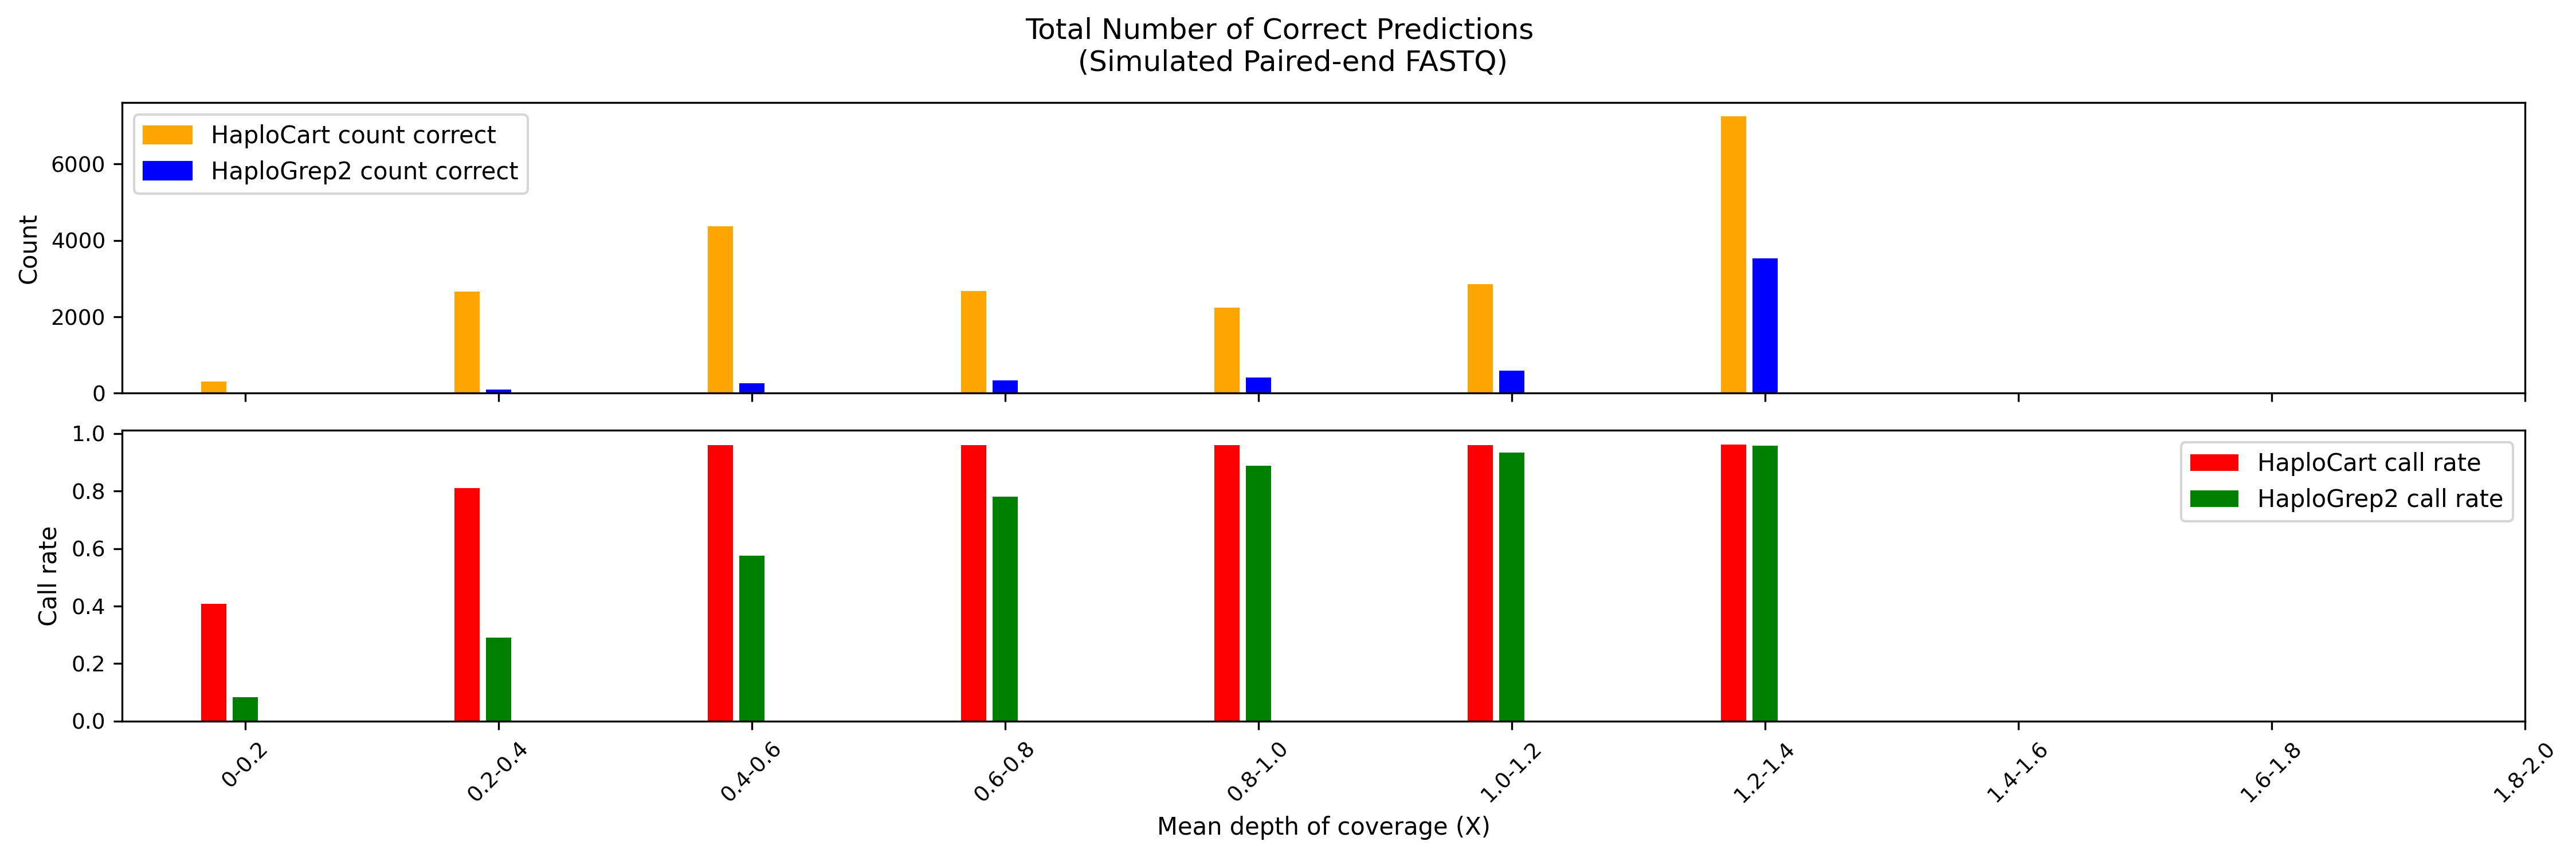 Total Number of Correct Predictions
(Simulated Paired-end FASTQ)
HaploCart count correct
HaploGrep2 count correct
Count
6000
4000
2000
0
HaploCart call rate
HaploGrep2 call rate
Call rate
1.0
0.8
0.6
0.4
0.2
0.0
0-0.2
0.2-0.4
0.4-0.6
0.6-0.8
0.8-1.0
1.0-1.2
1.2-1.4
1.4-1.6
1.6-1.8
1.8-2.0
Mean depth of coverage (X)